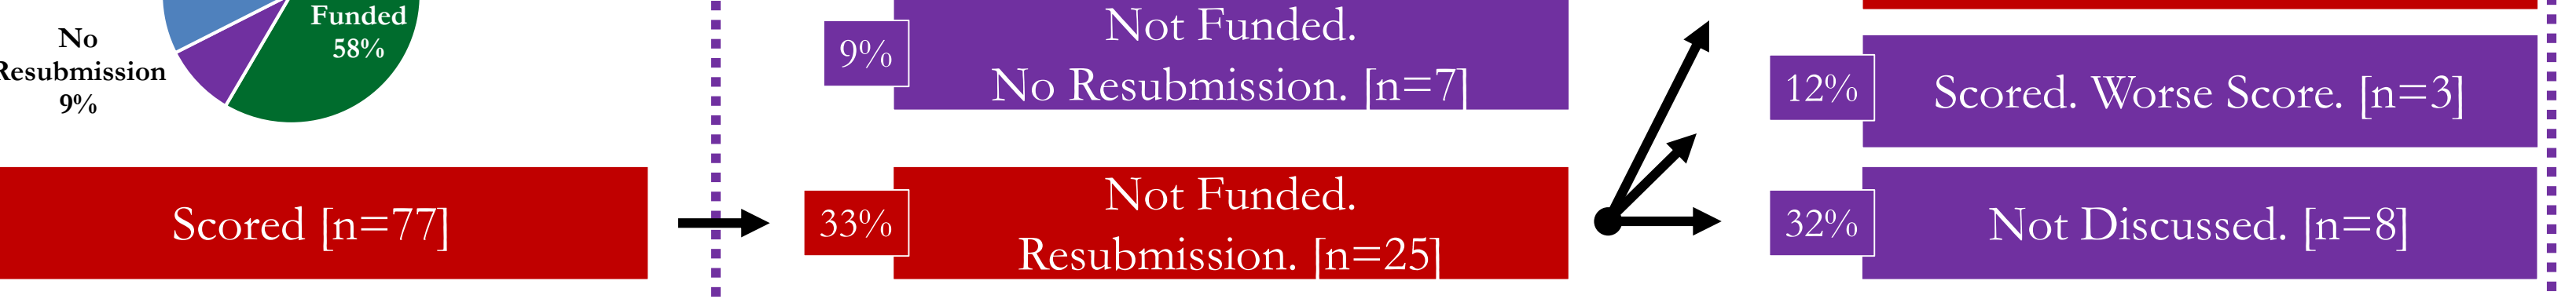 Funded
58%
No
Resubmission
9%
9%
Not Funded.
No Resubmission. [n=7]
12%
Scored. Worse Score. [n=3]
Scored [n=77]
33%
Not Funded.
Resubmission. [n=25]
32%
Not Discussed. [n=8]